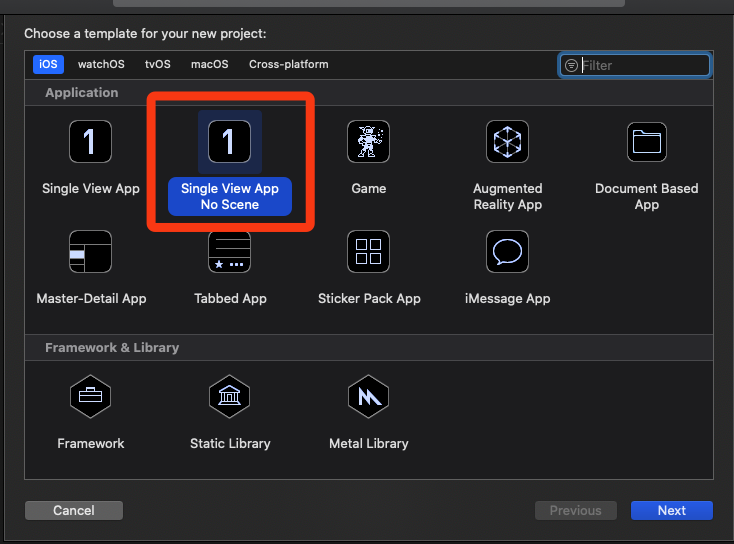 Choose a template for your new project:
iOS watchOS tvOS macOS Cross-platform Filter
Application
1 1
Single View App Single View App Game Augmented Document Based
No Scene Reality App App
Master-Detail App Tabbed App Sticker Pack App iMessage App
Framework & Library
Framework Static Library Metal Library
Cancel Previous Next